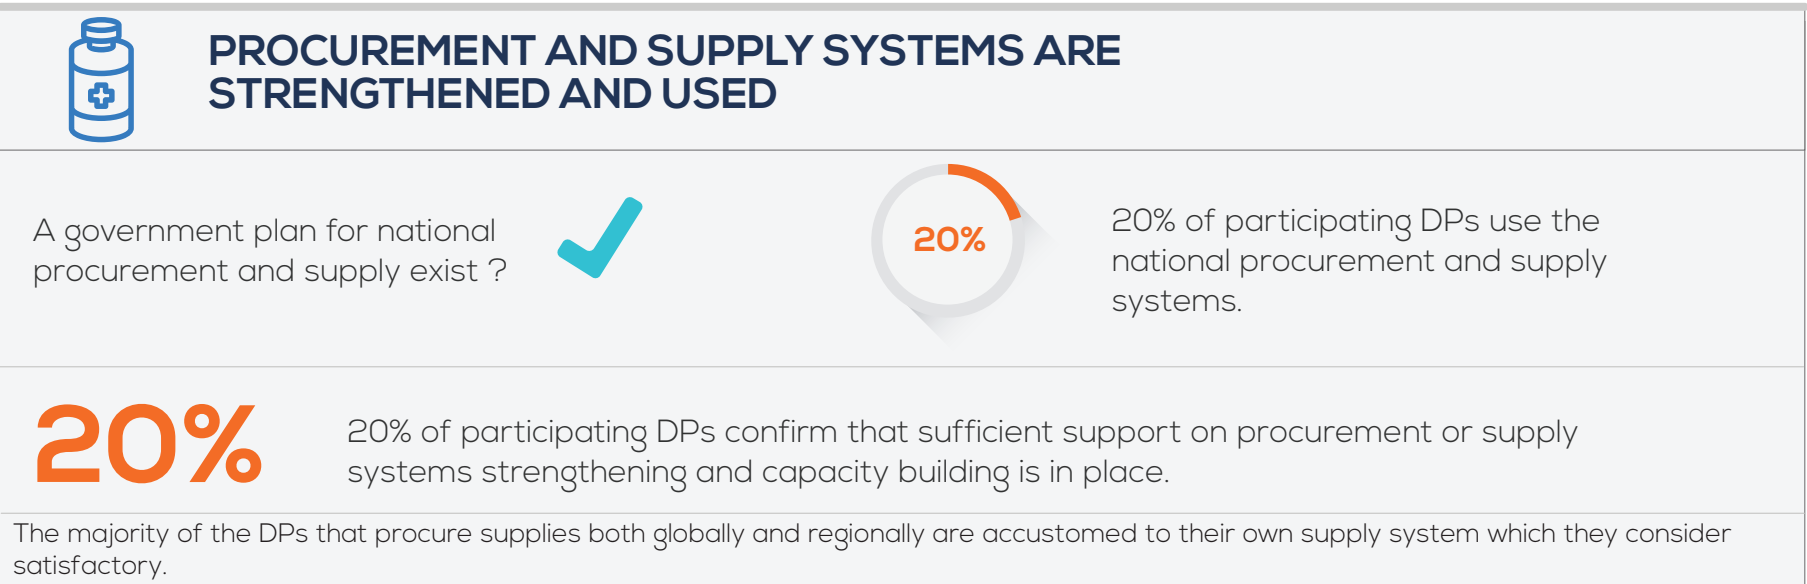 PROCUREMENT AND SUPPLY SYSTEMS ARE
STRENGTHENED AND USED
A government plan for national
procurement and supply exist ?
20%
20% of participating DPs use the
national procurement and supply
systems.
20%
20% of participating DPs confirm that sufficient support on procurement or supply
systems strengthening and capacity building is in place.
The majority of the DPs that procure supplies both globally and regionally are accustomed to their own supply system which they consider
satisfactory.